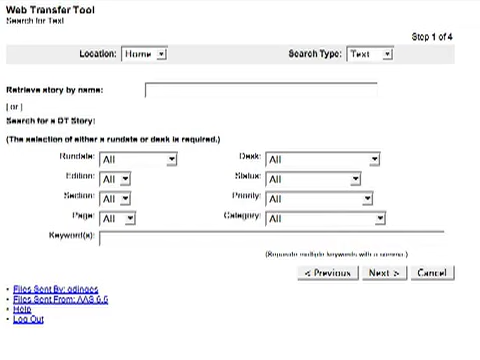 Web Transfer Tool
Search for Text
Step 1 of 4
Location: Home Search Type: Text
Retrieve story by name:
[ or ]
Search for a DT Story:
(The selection of either a rundate or desk is required.)
Rundate: All Desk: All
Edition: All Status: All
Section: All Priority: All
Page: All Category: All
Keyword(s):
(Separate multiple keywords with a comma.)
< Previous Next > Cancel
Files Sent By: adingas
Files Sent From: AAS 6.5
Help
Log Out